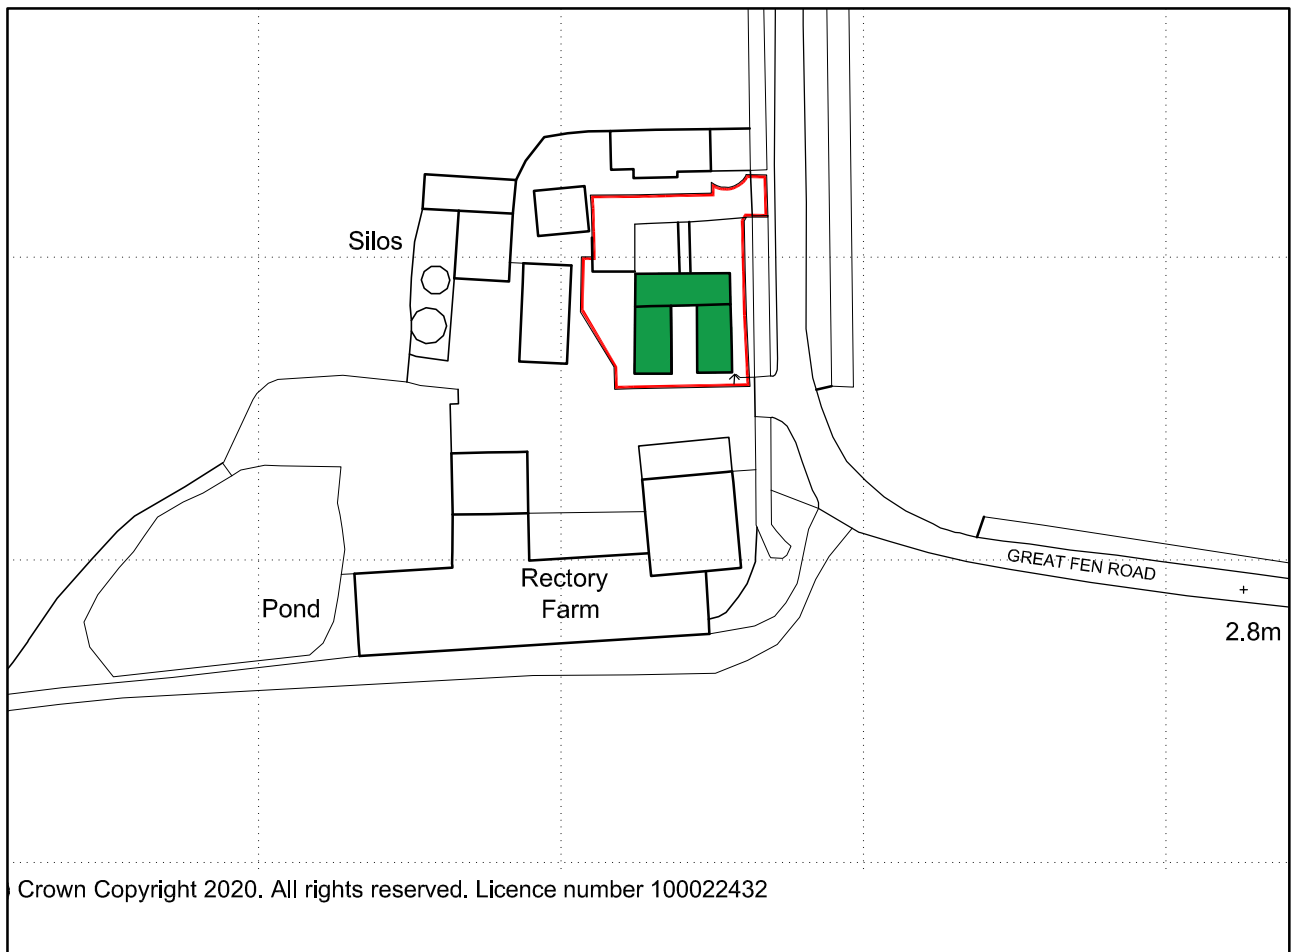 Silos
GREAT FEN ROAD
Rectory
Farm
Pond
2.8m
Crown Copyright 2020. All rights reserved. Licence number 100022432